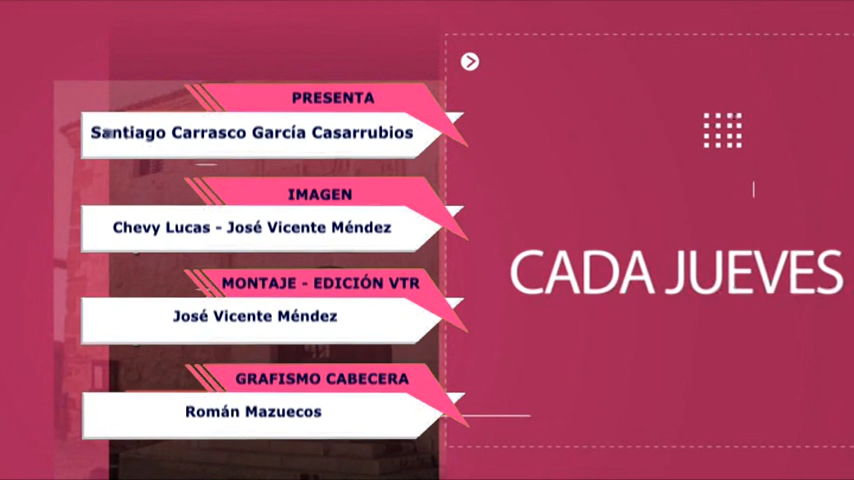 PRESENTA
Santiago Carrasco García Casarrubios
IMAGEN
Chevy Lucas - José Vicente Méndez
MONTAJE - EDICIÓN VTR
José Vicente Méndez
GRAFISMO CABECERA
Román Mazuecos
CADA JUEVES